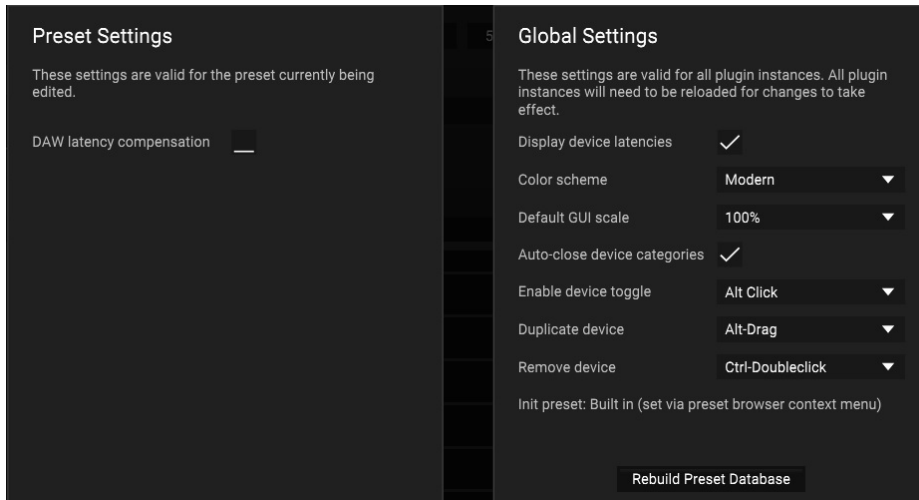 Preset Settings
These settings are valid for the preset currently being
edited.
DAW latency compensation
5
Global Settings
These settings are valid for all plugin instances. All plugin
instances will need to be reloaded for changes to take
effect.
Display device latencies
Color scheme Modern
Default GUI scale 100%
Auto-close device categories
Enable device toggle Alt Click
Duplicate device Alt-Drag
Remove device Ctrl-Doubleclick
Init preset: Built in (set via preset browser context menu)
Rebuild Preset Database